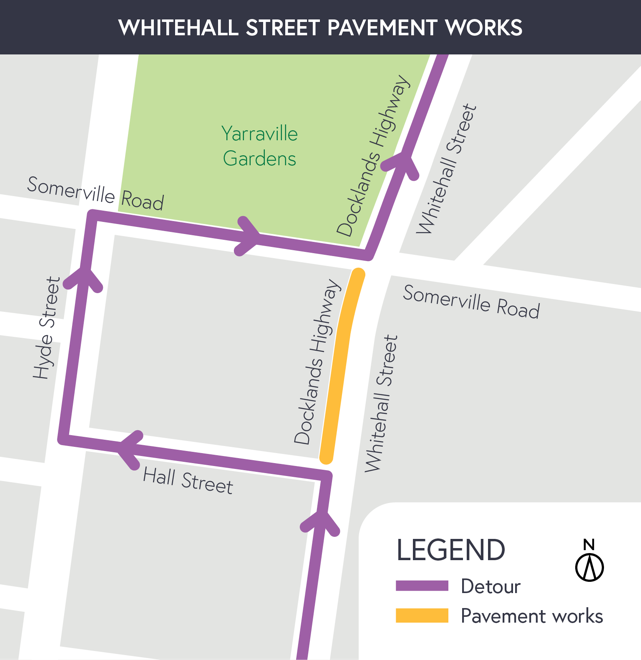 WHITEHALL STREET PAVEMENT WORKS
Yarraville
Gardens
Docklands Highway
Whitehall Street
Somerville Road
Somerville Road
Hyde Street
Docklands Highway
Whitehall Street
Hall Street
LEGEND
N
Detour
Pavement works